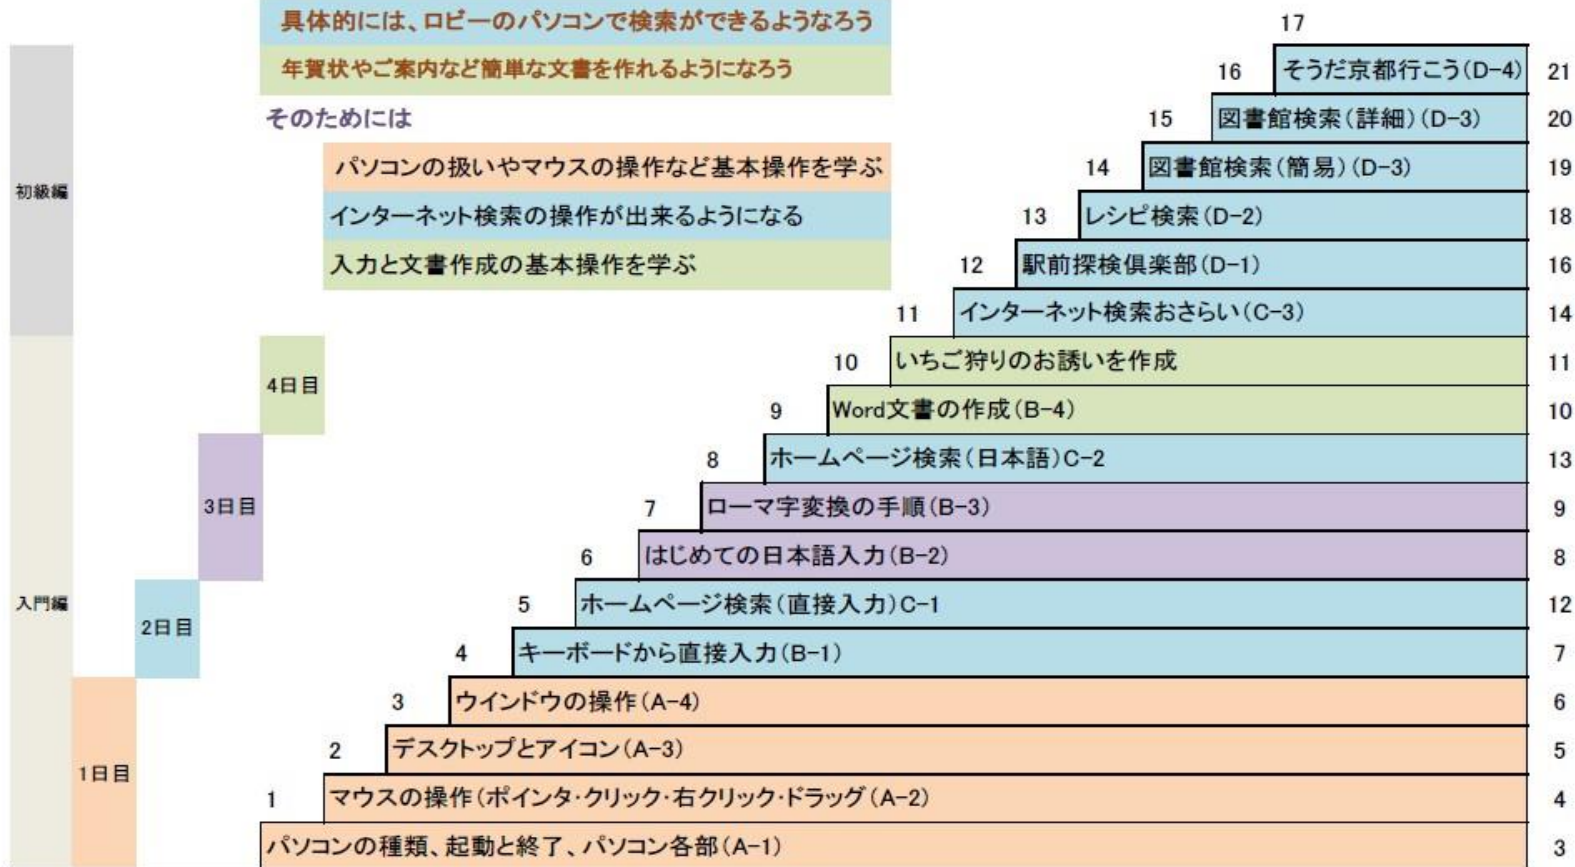 具体的には、ロビーのパソコンで検索ができるようなろう
年賀状やご案内など簡単な文書を作れるようになろう
そのためには
パソコンの扱いやマウスの操作など基本操作を学ぶ
インターネット検索の操作が出来るようになる
入力と文書作成の基本操作を学ぶ
初級編
入門編
4日目
3日目
2日目
1日目
17
16 そうだ京都行こう(D-4) 21
15 図書館検索(詳細)(D-3) 20
14 図書館検索(簡易)(D-3) 19
13 レシピ検索(D-2) 18
12 駅前探検倶楽部(D-1) 16
11 インターネット検索おさらい(C-3) 14
10 いちご狩りのお誘いを作成 11
9 Word文書の作成(B-4) 10
8 ホームページ検索(日本語)C-2 13
7 ローマ字変換の手順(B-3) 9
6 はじめての日本語入力(B-2) 8
5 ホームページ検索(直接入力)C-1 12
4 キーボードから直接入力(B-1) 7
3 ウインドウの操作(A-4) 6
2 デスクトップとアイコン(A-3) 5
1 マウスの操作(ポインタ・クリック・右クリック・ドラッグ(A-2) 4
パソコンの種類、起動と終了、パソコン各部(A-1) 3